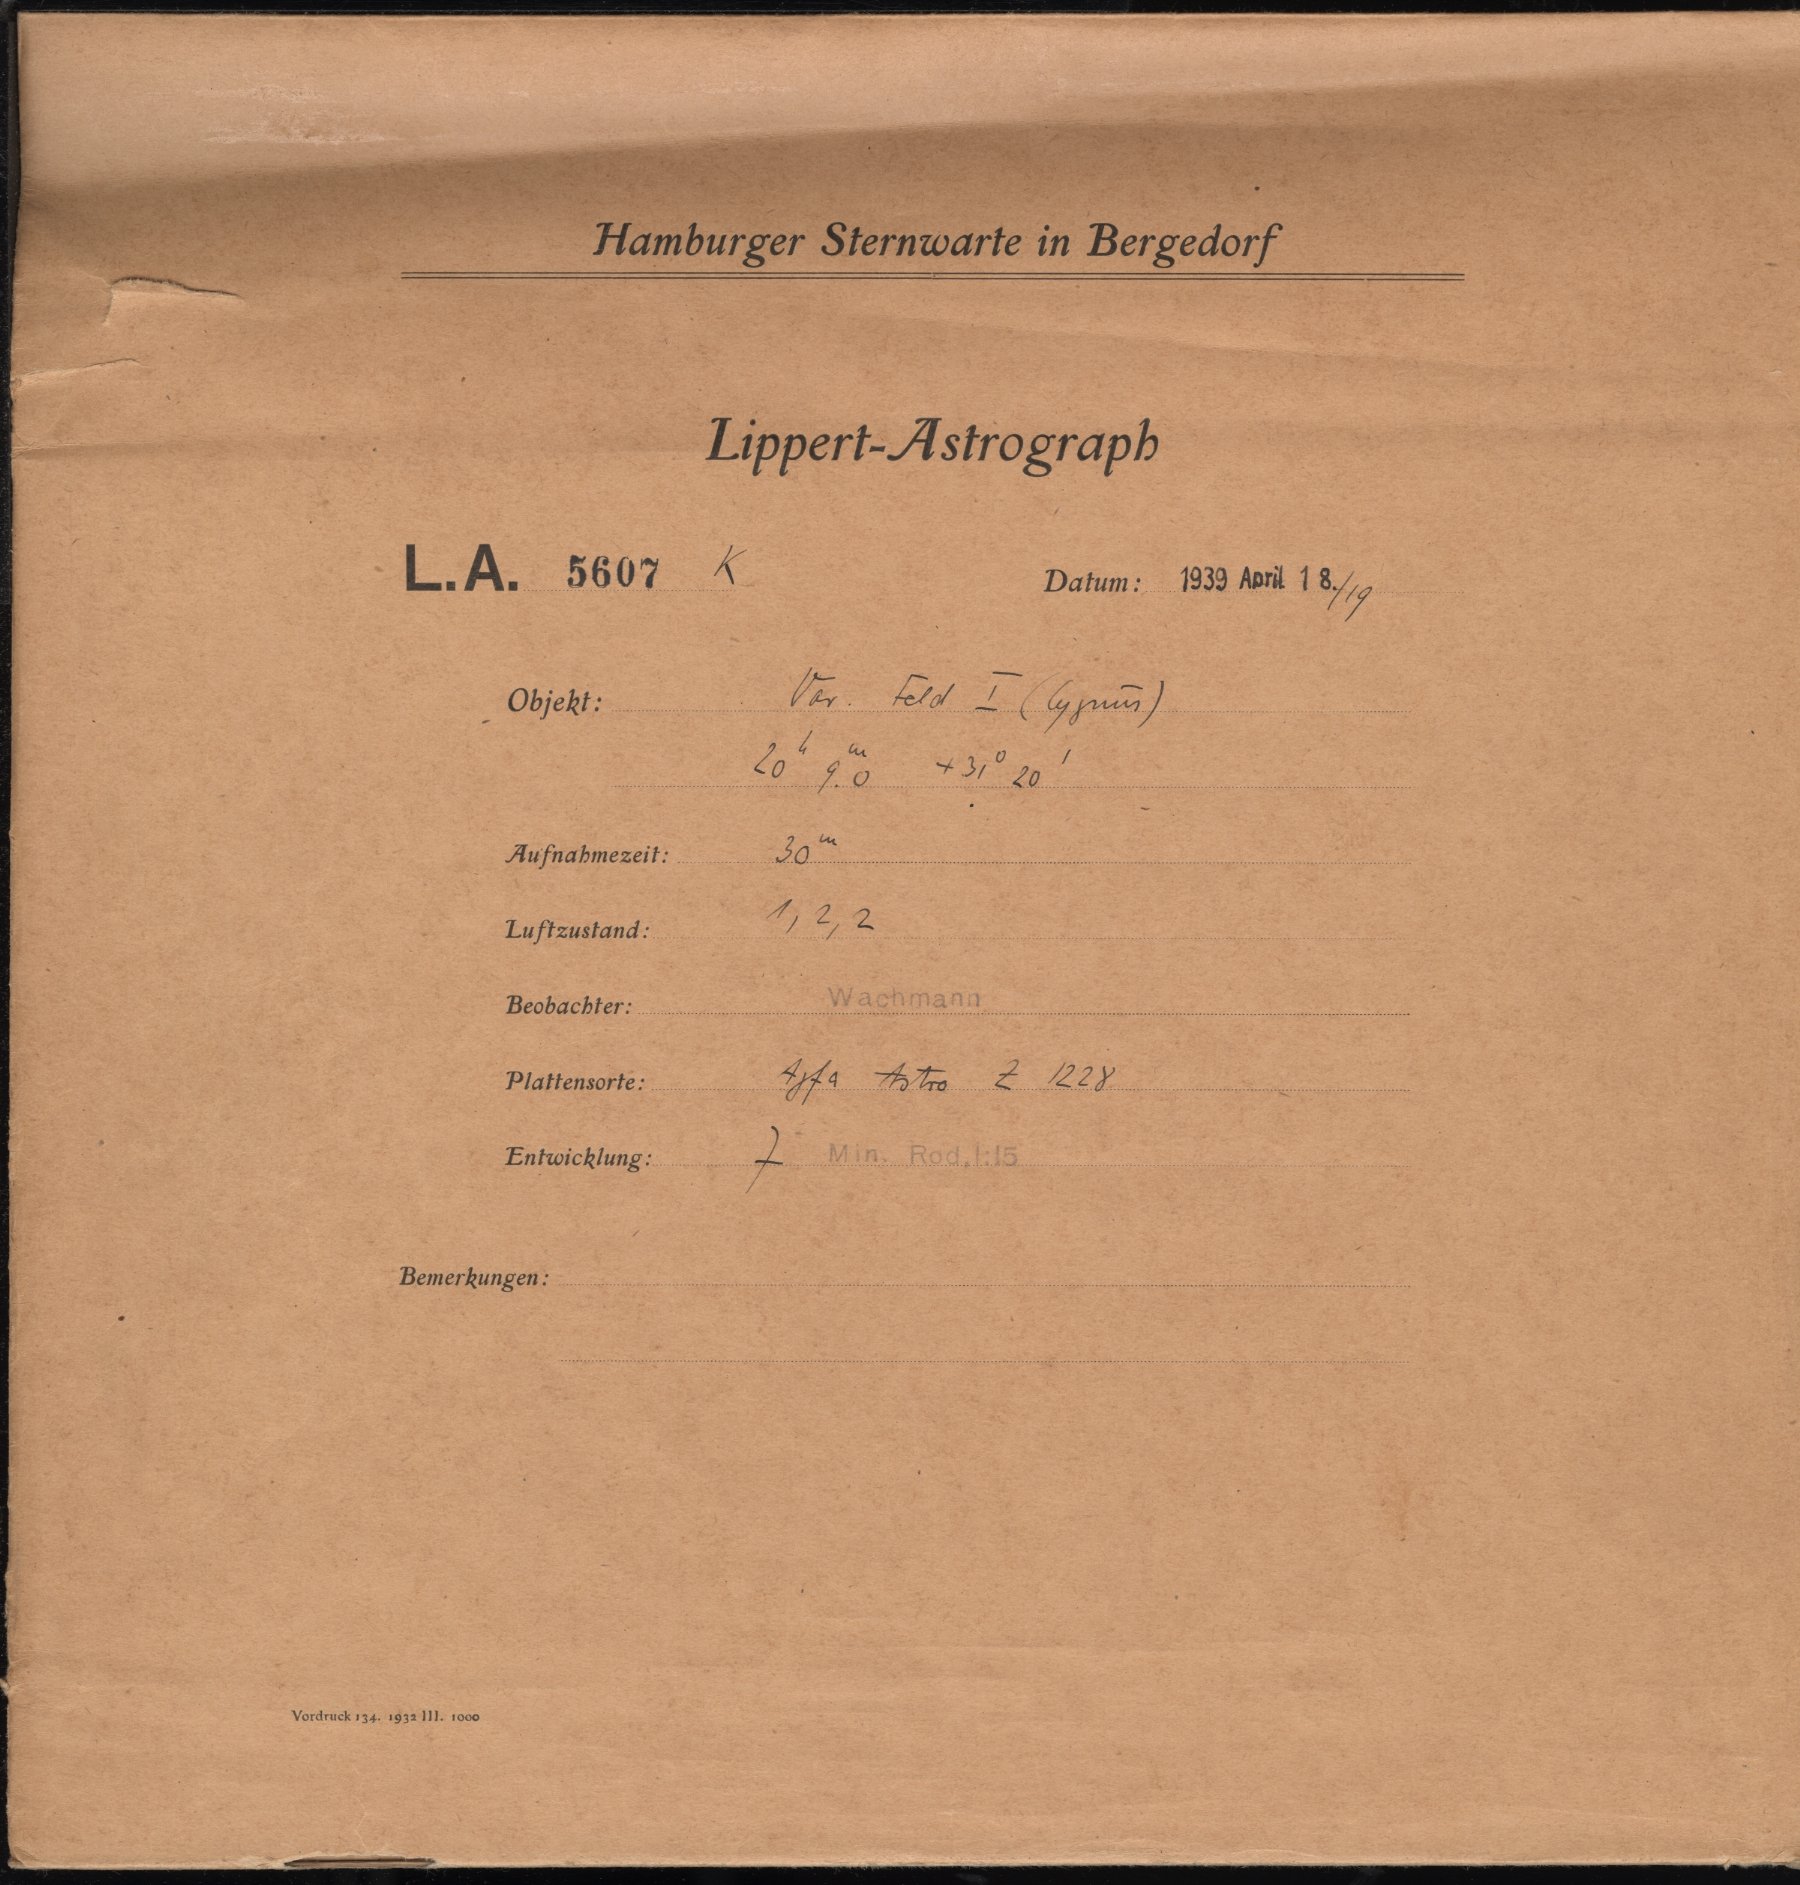 Hamburger Sternwarte in Bergedorf
Lippert-Astrograph
L.A. 5607 K Datum: 1939 April 18./19
Objekt: Var. Feld I (Cygnus)
20ʰ 9.ᵐ0 +31° 20'
Aufnahmezeit: 30ᵐ
Luftzustand: 1, 2, 2
Beobachter: Wachmann
Plattensorte: Agfa Astro Z 1228
Entwicklung: 7 Min. Rod. 1:15
Bemerkungen:
Vordruck 134. 1932 III. 1000